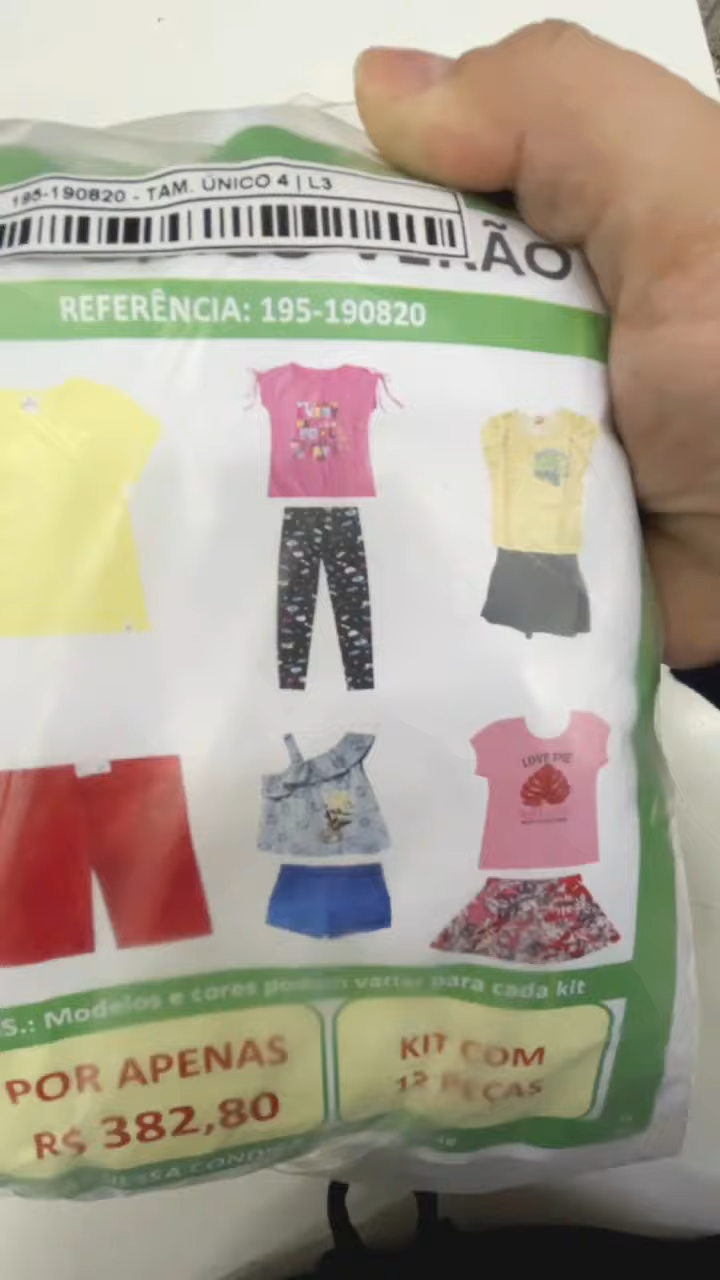 195-190820 - TAM. ÚNICO 4 | L3
VERÃO
REFERÊNCIA: 195-190820
LOVE
S.: Modelos e cores podem variar para cada kit
POR APENAS
R$ 382,80
KIT COM
12 PEÇAS